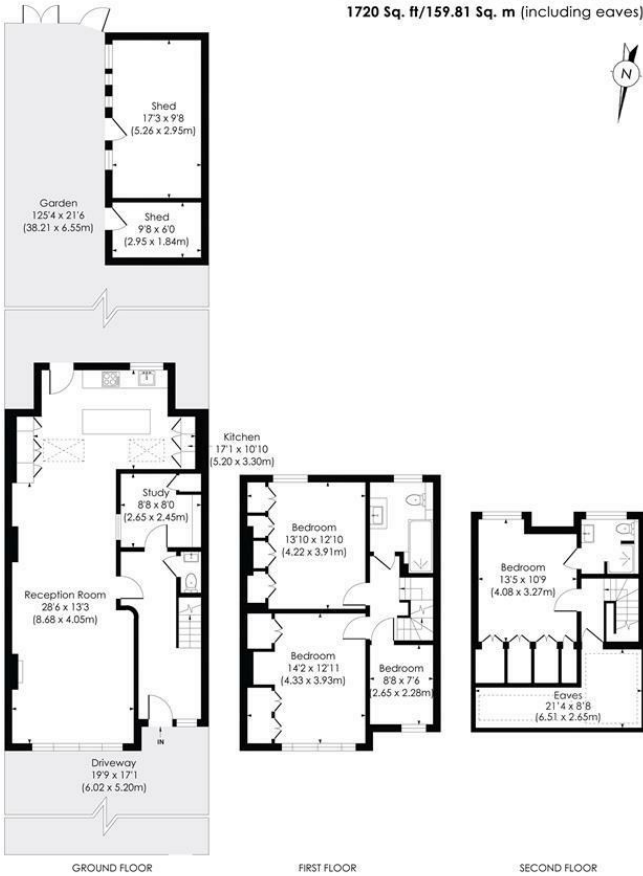 1720 Sq. ft/159.81 Sq. m (including eaves)
N
Shed
17'3 x 9'8
(5.26 x 2.95m)
Garden
125'4 x 21'6
(38.21 x 6.55m)
Shed
9'8 x 6'0
(2.95 x 1.84m)
Kitchen
17'1 x 10'10
(5.20 x 3.30m)
Study
8'8 x 8'0
(2.65 x 2.45m)
Reception Room
28'6 x 13'3
(8.68 x 4.05m)
IN
Driveway
19'9 x 17'1
(6.02 x 5.20m)
GROUND FLOOR
Bedroom
13'10 x 12'10
(4.22 x 3.91m)
Bedroom
14'2 x 12'11
(4.33 x 3.93m)
Bedroom
8'8 x 7'6
(2.65 x 2.28m)
FIRST FLOOR
Bedroom
13'5 x 10'9
(4.08 x 3.27m)
Eaves
21'4 x 8'8
(6.51 x 2.65m)
SECOND FLOOR